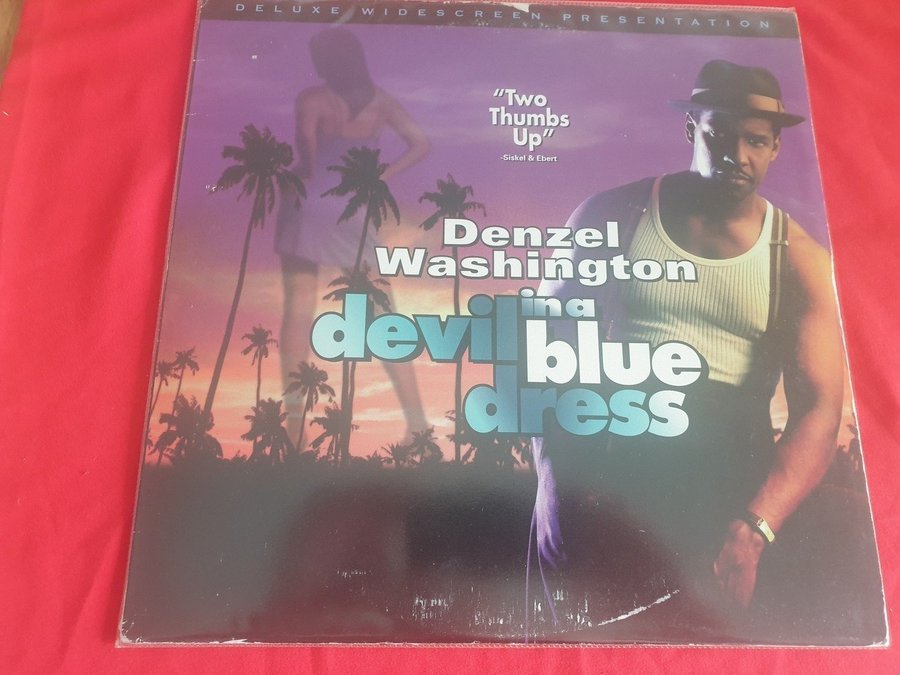 DELUXE WIDESCREEN PRESENTATION
"Two
Thumbs
Up"
-Siskel & Ebert
Denzel
Washington
devil in a
blue
dress